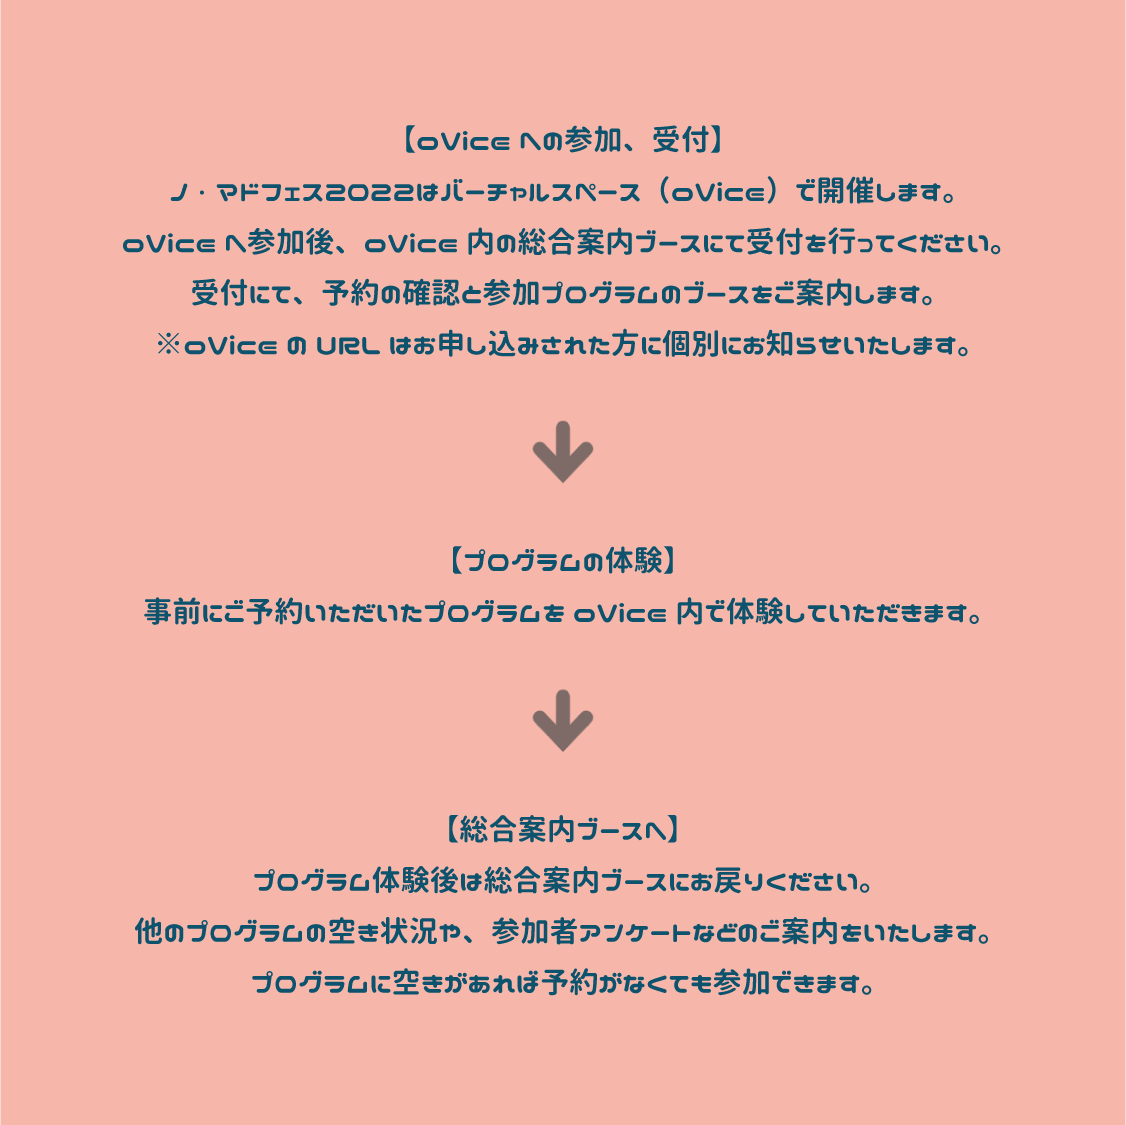 【oVice への参加、受付】
ノ・マドフェス2022はバーチャルスペース（oVice）で開催します。
oVice へ参加後、oVice 内の総合案内ブースにて受付を行ってください。
受付にて、予約の確認と参加プログラムのブースをご案内します。
※oVice の URL はお申し込みされた方に個別にお知らせいたします。
【プログラムの体験】
事前にご予約いただいたプログラムを oVice 内で体験していただきます。
【総合案内ブースへ】
プログラム体験後は総合案内ブースにお戻りください。
他のプログラムの空き状況や、参加者アンケートなどのご案内をいたします。
プログラムに空きがあれば予約がなくても参加できます。